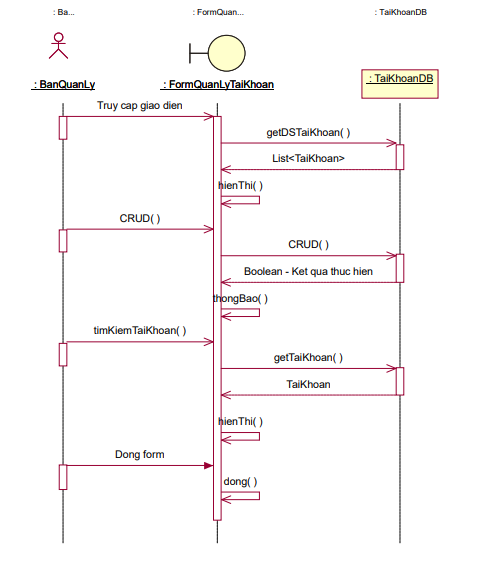 : Ba...
: FormQuan...
: TaiKhoanDB
: BanQuanLy
: FormQuanLyTaiKhoan
: TaiKhoanDB
Truy cap giao dien
getDSTaiKhoan( )
List<TaiKhoan>
hienThi( )
CRUD( )
CRUD( )
Boolean - Ket qua thuc hien
thongBao( )
timKiemTaiKhoan( )
getTaiKhoan( )
TaiKhoan
hienThi( )
Dong form
dong( )